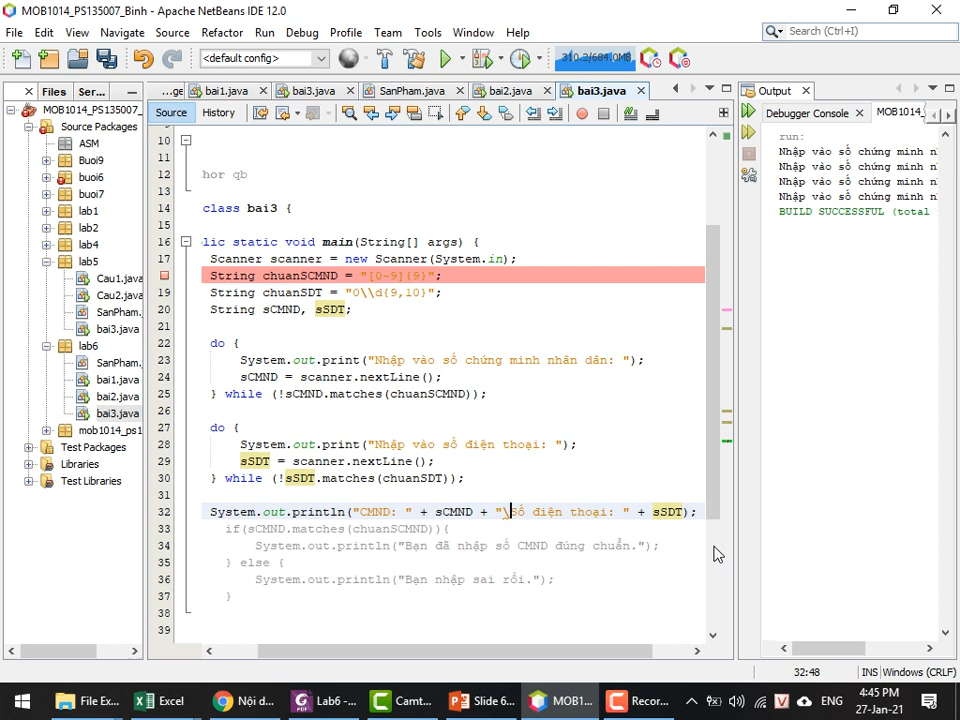 MOB1014_PS135007_Binh - Apache NetBeans IDE 12.0
File Edit View Navigate Source Refactor Run Debug Profile Team Tools Window Help
<default config>
310.2/684.0MB
Search (Ctrl+I)
Files Ser...
...ge bai1.java bai3.java SanPham.java bai2.java bai3.java
Output
MOB1014_PS135007_
Source Packages
ASM
Buoi9
buoi6
buoi7
lab1
lab2
lab4
lab5
Cau1.java
Cau2.java
SanPham.
bai3.java
lab6
SanPham.
bai1.java
bai2.java
bai3.java
mob1014_ps1
Test Packages
Libraries
Test Libraries
Source History
10
11
12 hor qb
13
14 class bai3 {
15
16 lic static void main(String[] args) {
17 Scanner scanner = new Scanner(System.in);
String chuanSCMND = "[0-9]{9}";
19 String chuanSDT = "0\\d{9,10}";
20 String sCMND, sSDT;
21
22 do {
23 System.out.print("Nhập vào số chứng minh nhân dân: ");
24 sCMND = scanner.nextLine();
25 } while (!sCMND.matches(chuanSCMND));
26
27 do {
28 System.out.print("Nhập vào số điện thoại: ");
29 sSDT = scanner.nextLine();
30 } while (!sSDT.matches(chuanSDT));
31
32 System.out.println("CMND: " + sCMND + "\Số điện thoại: " + sSDT);
33 if(sCMND.matches(chuanSCMND)){
34 System.out.println("Bạn đã nhập số CMND đúng chuẩn.");
35 } else {
36 System.out.println("Bạn nhập sai rồi.");
37 }
38
39
Debugger Console MOB1014_
run:
Nhập vào số chứng minh n
Nhập vào số chứng minh n
Nhập vào số chứng minh n
Nhập vào số chứng minh n
BUILD SUCCESSFUL (total
32:48 INS Windows (CRLF)
File Ex... Excel Nội d... Lab6 -... Camt... Slide 6... MOB1... Recor...
V ENG
4:45 PM
27-Jan-21